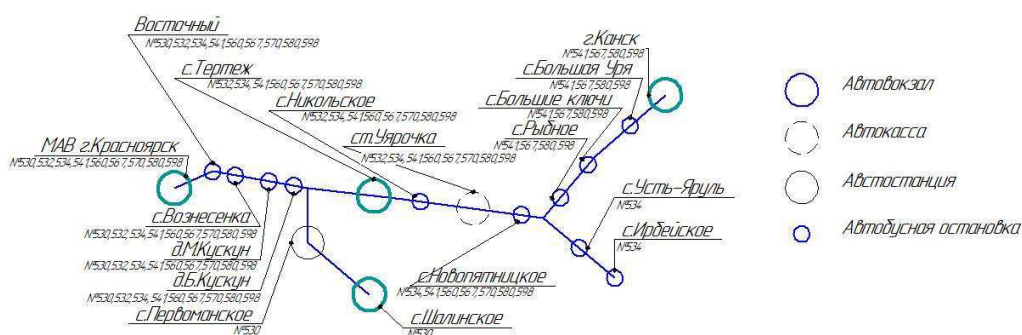 Восточный
№530,532,534,541,560,567,570,580,598
с.Тертеж
№532,534,541,560,567,570,580,598
с.Никольское
№532,534,541,560,567,570,580,598
ст.Уярочка
№532,534,541,560,567,570,580,598
г.Канск
№541,567,580,598
с.Большая Уря
№541,567,580,598
с.Большие ключи
№541,567,580,598
с.Рыбное
№541,567,580,598
МАВ г.Красноярск
№530,532,534,541,560,567,570,580,598
с.Вознесенка
№530,532,534,541,560,567,570,580,598
д.М.Кускун
№530,532,534,541,560,567,570,580,598
д.Б.Кускун
№530,532,534,541,560,567,570,580,598
с.Первоманское
№530
с.Шалинское
№530
с.Новопятницкое
№534,541,560,567,570,580,598
с.Усть-Яруль
№534
с.Ирбейское
№534
Автовокзал
Автокасса
Австостанция
Автобусная остановка